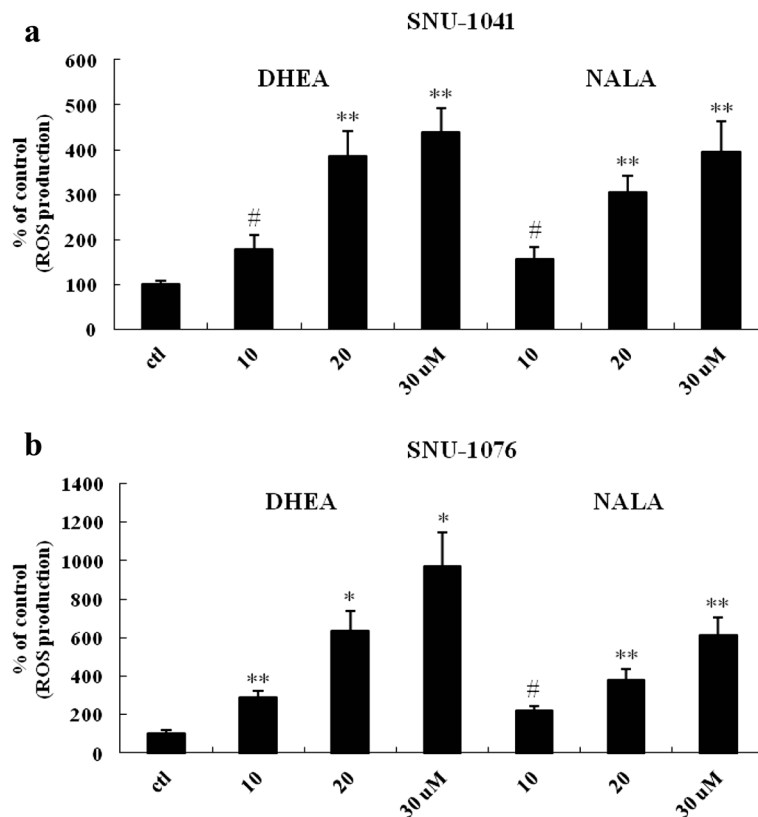 a
SNU-1041
% of control
(ROS production)
600
500
400
300
200
100
0
DHEA
NALA
#
**
**
#
**
**
ctl
10
20
30 uM
10
20
30 uM
b
SNU-1076
% of control
(ROS production)
1400
1200
1000
800
600
400
200
0
DHEA
NALA
**
*
*
#
**
**
ctl
10
20
30 uM
10
20
30 uM